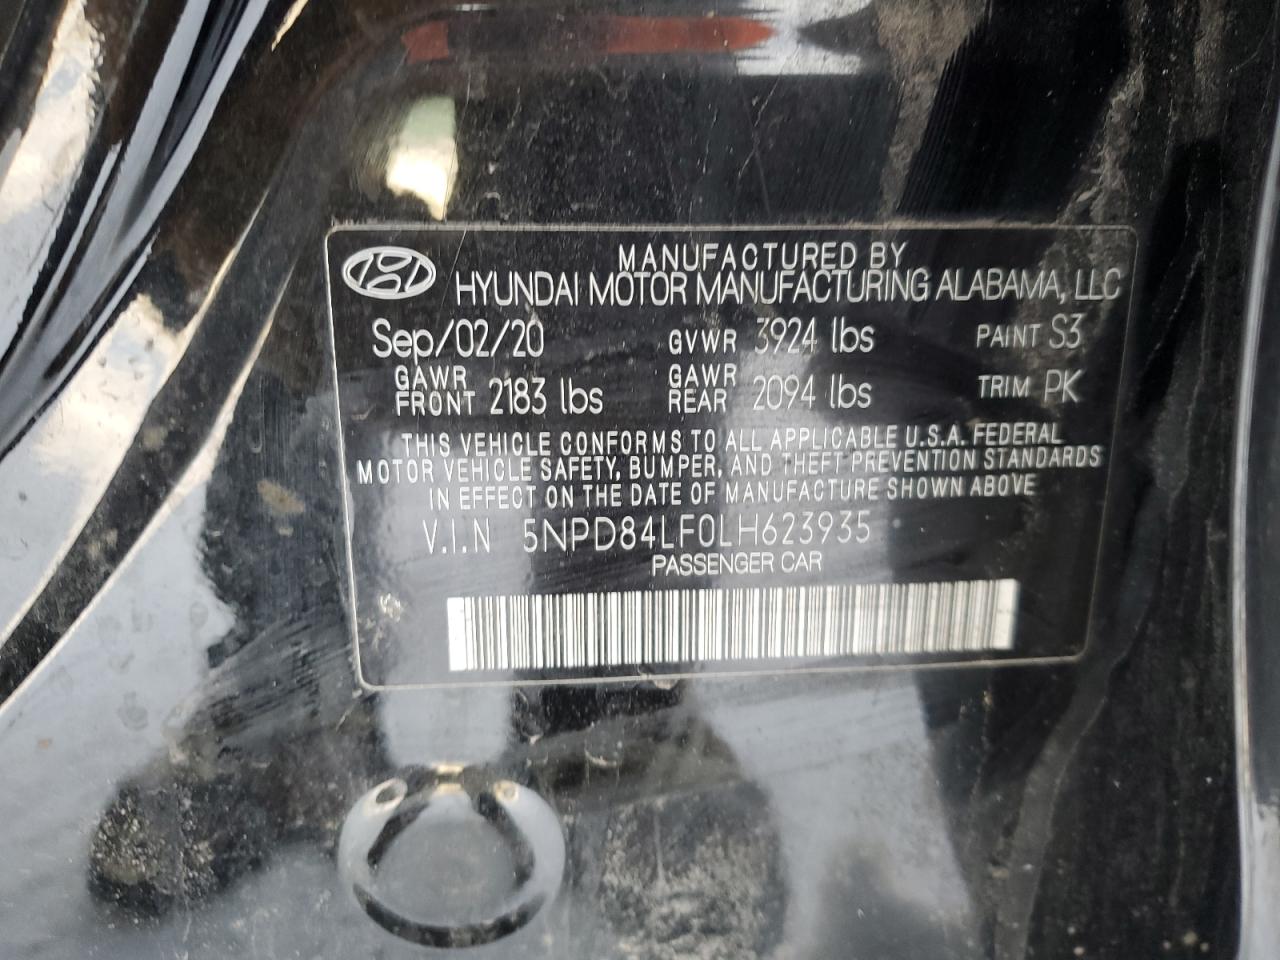 MANUFACTURED BY
HYUNDAI MOTOR MANUFACTURING ALABAMA, LLC
Sep/02/20 GVWR 3924 lbs PAINT S3
GAWR FRONT 2183 lbs GAWR REAR 2094 lbs TRIM PK
THIS VEHICLE CONFORMS TO ALL APPLICABLE U.S.A. FEDERAL
MOTOR VEHICLE SAFETY, BUMPER, AND THEFT PREVENTION STANDARDS
IN EFFECT ON THE DATE OF MANUFACTURE SHOWN ABOVE
V.I.N 5NPD84LF0LH623935
PASSENGER CAR